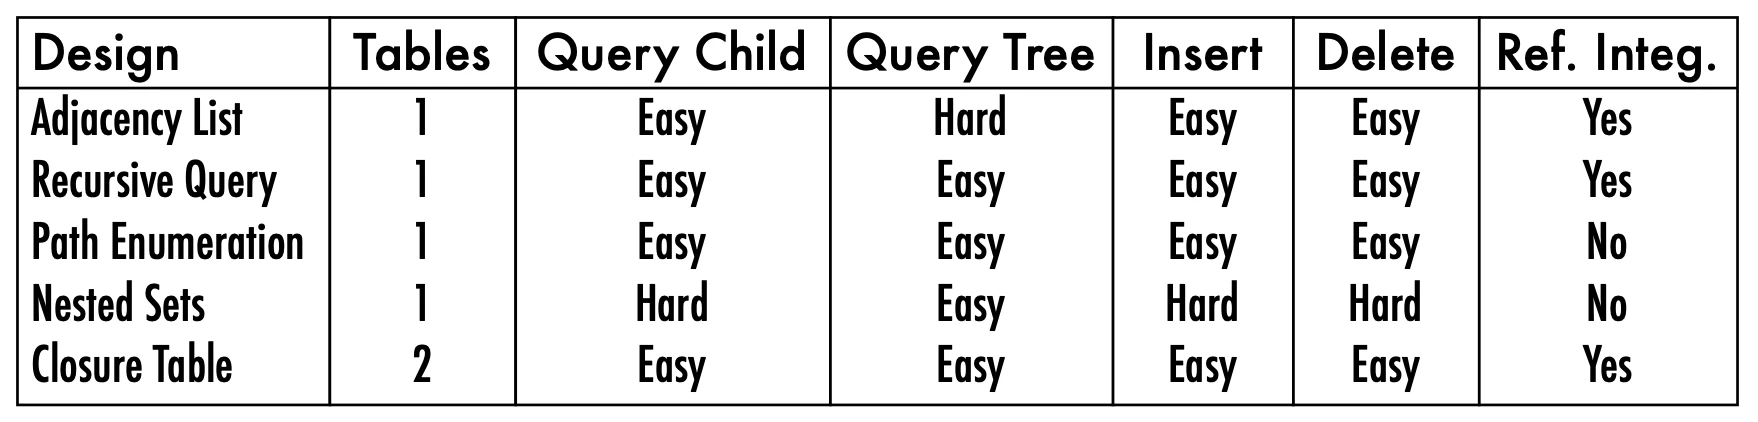 Design Tables Query Child Query Tree Insert Delete Ref. Integ.
Adjacency List 1 Easy Hard Easy Easy Yes
Recursive Query 1 Easy Easy Easy Easy Yes
Path Enumeration 1 Easy Easy Easy Easy No
Nested Sets 1 Hard Easy Hard Hard No
Closure Table 2 Easy Easy Easy Easy Yes